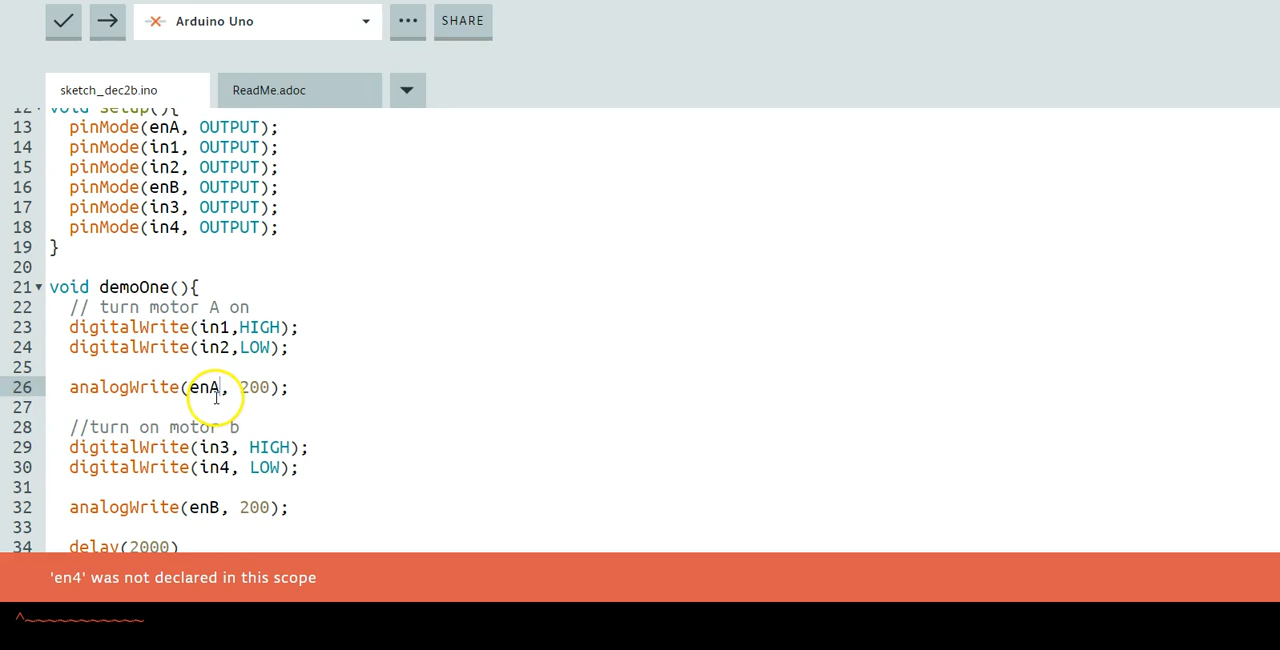 Arduino Uno
SHARE
sketch_dec2b.ino
ReadMe.adoc
12 void setup(){
13 pinMode(enA, OUTPUT);
14 pinMode(in1, OUTPUT);
15 pinMode(in2, OUTPUT);
16 pinMode(enB, OUTPUT);
17 pinMode(in3, OUTPUT);
18 pinMode(in4, OUTPUT);
19 }
20
21 void demoOne(){
22 // turn motor A on
23 digitalWrite(in1,HIGH);
24 digitalWrite(in2,LOW);
25
26 analogWrite(enA, 200);
27
28 //turn on motor b
29 digitalWrite(in3, HIGH);
30 digitalWrite(in4, LOW);
31
32 analogWrite(enB, 200);
33
34 delay(2000)
'en4' was not declared in this scope
^~~~~~~~~~~~~~~